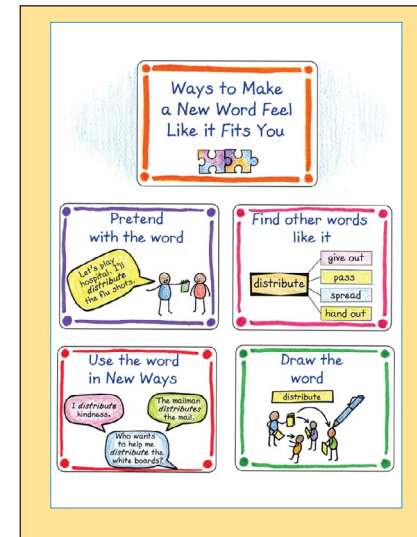 Ways to Make
a New Word Feel
Like it Fits You
Pretend
with the word
Let's play
hospital. I'll
distribute
the flu shots.
Find other words
like it
distribute
give out
pass
spread
hand out
Use the word
in New Ways
I distribute
kindness.
The mailman
distributes
the mail.
Who wants
to help me
distribute the
white boards?
Draw the
word
distribute